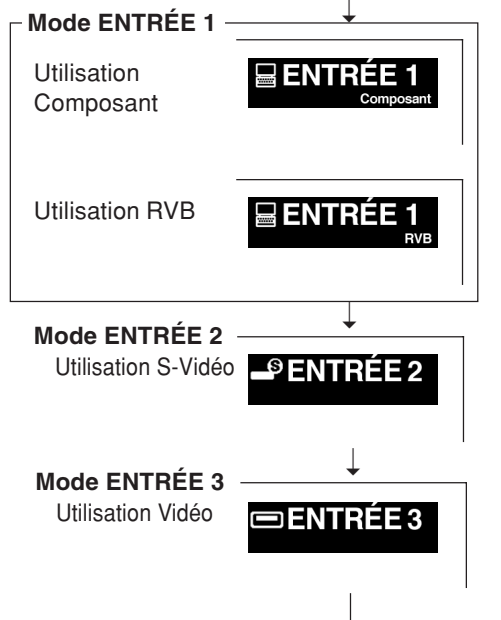 Mode ENTRÉE 1
Utilisation
Composant
ENTRÉE 1
Composant
Utilisation RVB
ENTRÉE 1
RVB
Mode ENTRÉE 2
Utilisation S-Vidéo
S ENTRÉE 2
Mode ENTRÉE 3
Utilisation Vidéo
ENTRÉE 3